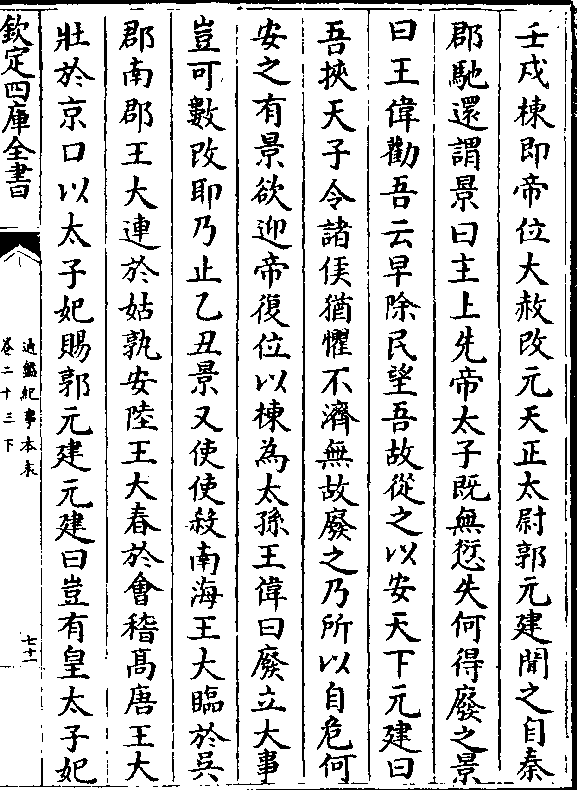 壬戌棟即帝位大赦改元天正太尉郭元建聞之自秦
郡馳還謂景曰主上先帝太子既無愆失何得廢之景
曰王偉勸吾云早除民望吾故從之以安天下元建曰
吾挾天子令諸侯猶懼不濟無故廢之乃所以自危何
安之有景欲迎帝復位以棟為太孫王偉曰廢立大事
豈可數改耶乃止乙丑景又使使殺南海王大臨於吳
郡南郡王大連於姑孰安陸王大春於會稽高唐王大
壯於京口以太子妃賜郭元建元建曰豈有皇太子妃
欽定四庫全書
通鑑紀事本末
卷二十三下
七十一